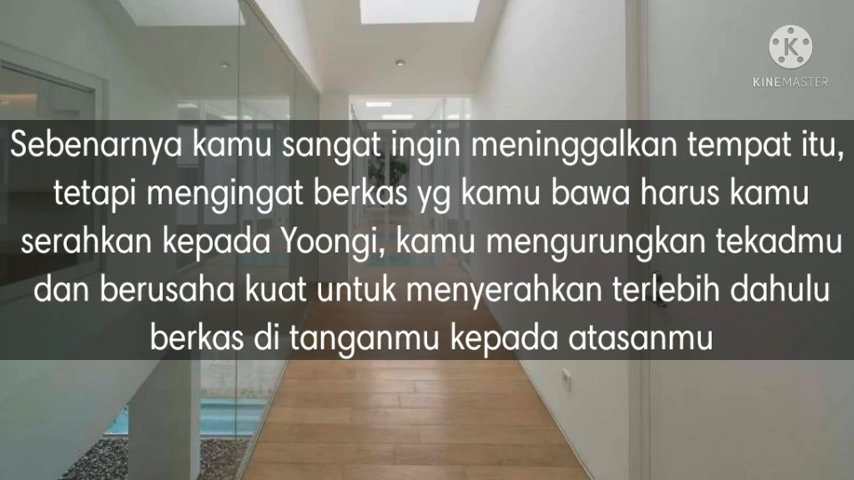 KINEMASTER
Sebenarnya kamu sangat ingin meninggalkan tempat itu,
tetapi mengingat berkas yg kamu bawa harus kamu
serahkan kepada Yoongi, kamu mengurungkan tekadmu
dan berusaha kuat untuk menyerahkan terlebih dahulu
berkas di tanganmu kepada atasanmu